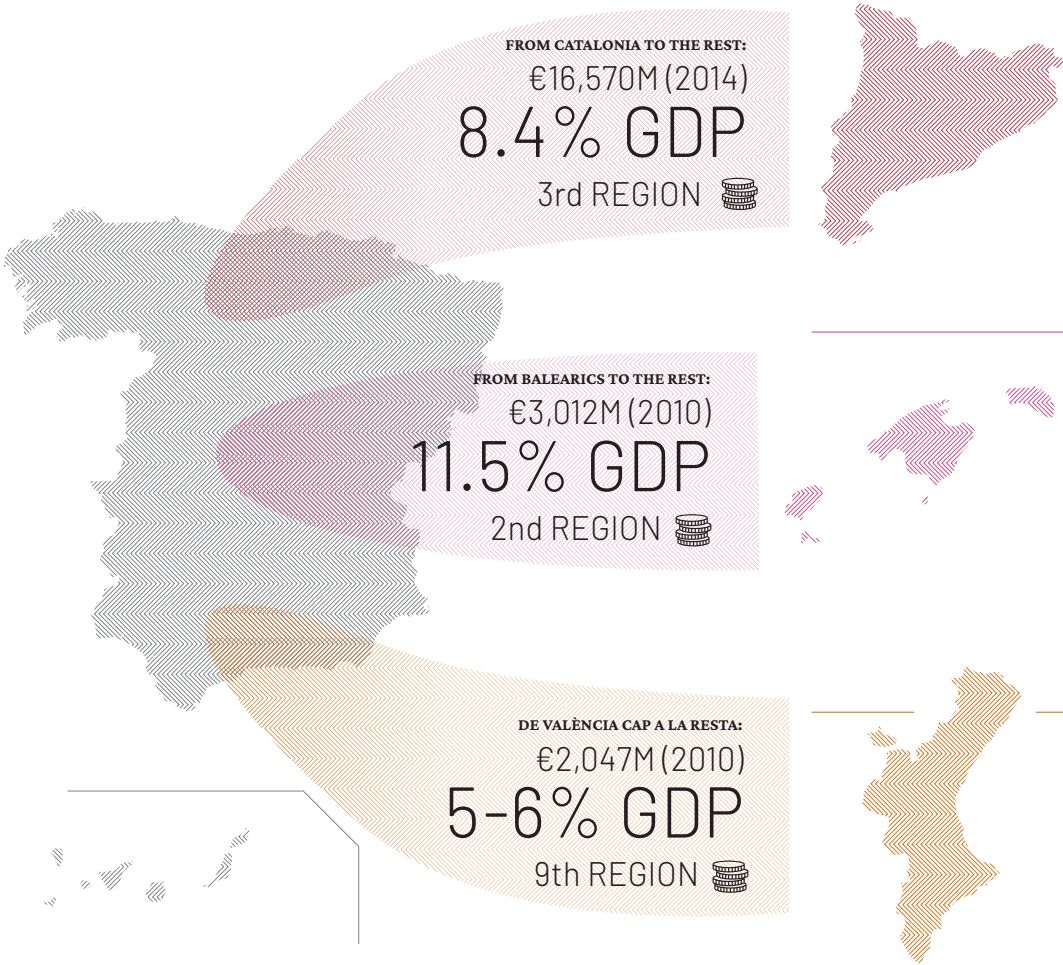 FROM CATALONIA TO THE REST:
€16,570M (2014)
8.4% GDP
3rd REGION
FROM BALEARICS TO THE REST:
€3,012M (2010)
11.5% GDP
2nd REGION
DE VALÈNCIA CAP A LA RESTA:
€2,047M (2010)
5-6% GDP
9th REGION